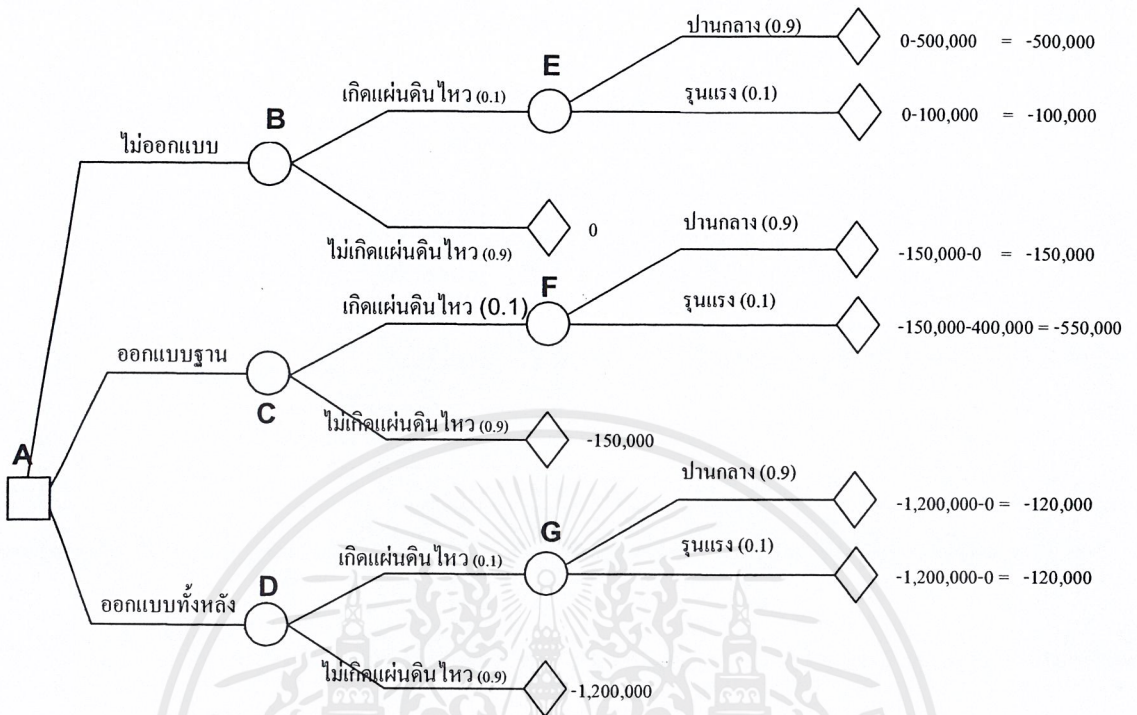 ปานกลาง (0.9)
0-500,000 = -500,000
E
เกิดแผ่นดินไหว (0.1)
รุนแรง (0.1)
0-100,000 = -100,000
B
ไม่ออกแบบ
ปานกลาง (0.9)
0
ไม่เกิดแผ่นดินไหว (0.9)
-150,000-0 = -150,000
F
เกิดแผ่นดินไหว (0.1)
รุนแรง (0.1)
-150,000-400,000 = -550,000
ออกแบบฐาน
C
ไม่เกิดแผ่นดินไหว (0.9)
-150,000
A
ปานกลาง (0.9)
-1,200,000-0 = -120,000
G
เกิดแผ่นดินไหว (0.1)
รุนแรง (0.1)
-1,200,000-0 = -120,000
D
ออกแบบทั้งหลัง
ไม่เกิดแผ่นดินไหว (0.9)
-1,200,000